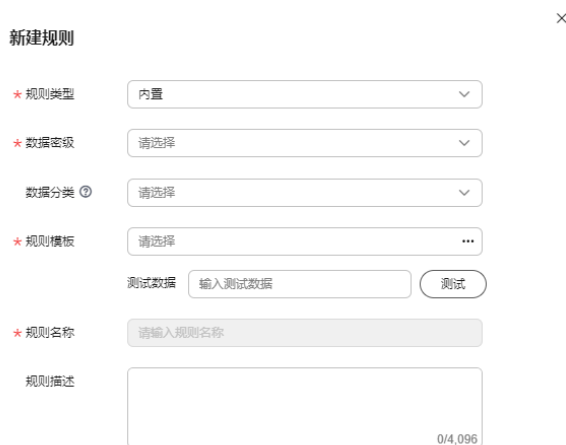 新建规则
* 规则类型 内置
* 数据密级 请选择
数据分类 ? 请选择
* 规则模板 请选择 ...
测试数据 输入测试数据 测试
* 规则名称 请输入规则名称
规则描述
0/4,096